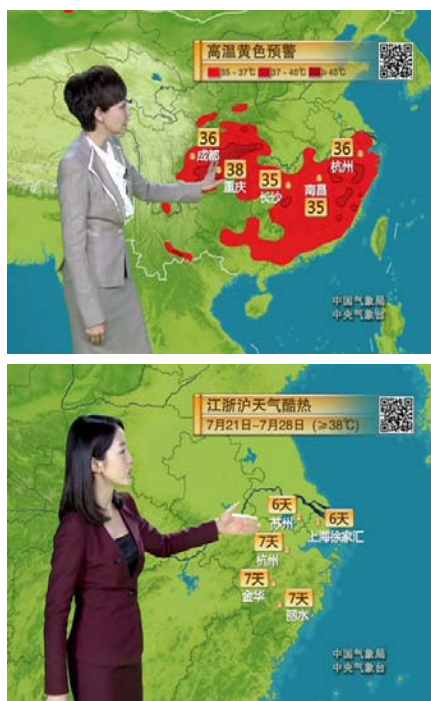 高温黄色预警
35-37℃ 37-40℃ ≥40℃
36
成都
38
重庆
35
长沙
南昌
35
36
杭州
中国气象局
中央气象台
江浙沪天气酷热
7月21日-7月28日 (≥38℃)
6天
苏州
6天
上海徐家汇
7天
杭州
7天
金华
7天
丽水
中国气象局
中央气象台